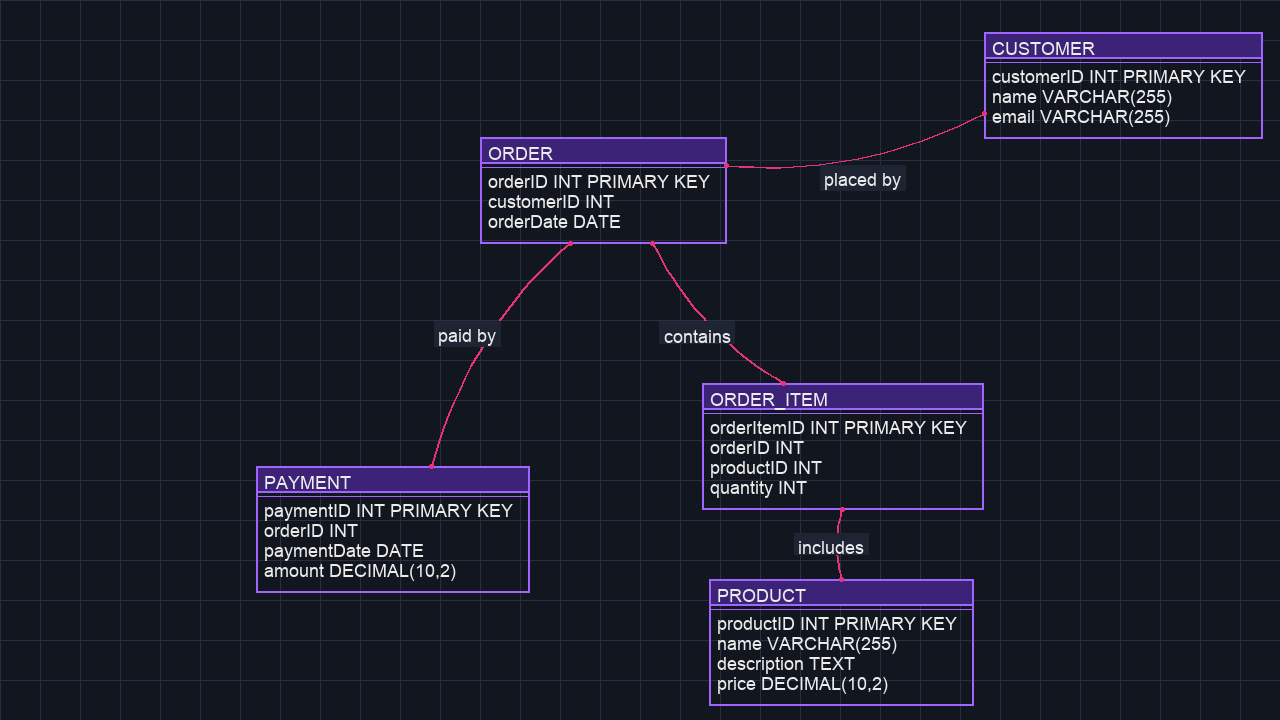 CUSTOMER
customerID INT PRIMARY KEY
name VARCHAR(255)
email VARCHAR(255)
placed by
ORDER
orderID INT PRIMARY KEY
customerID INT
orderDate DATE
paid by
contains
ORDER_ITEM
orderItemID INT PRIMARY KEY
orderID INT
productID INT
quantity INT
PAYMENT
paymentID INT PRIMARY KEY
orderID INT
paymentDate DATE
amount DECIMAL(10,2)
includes
PRODUCT
productID INT PRIMARY KEY
name VARCHAR(255)
description TEXT
price DECIMAL(10,2)